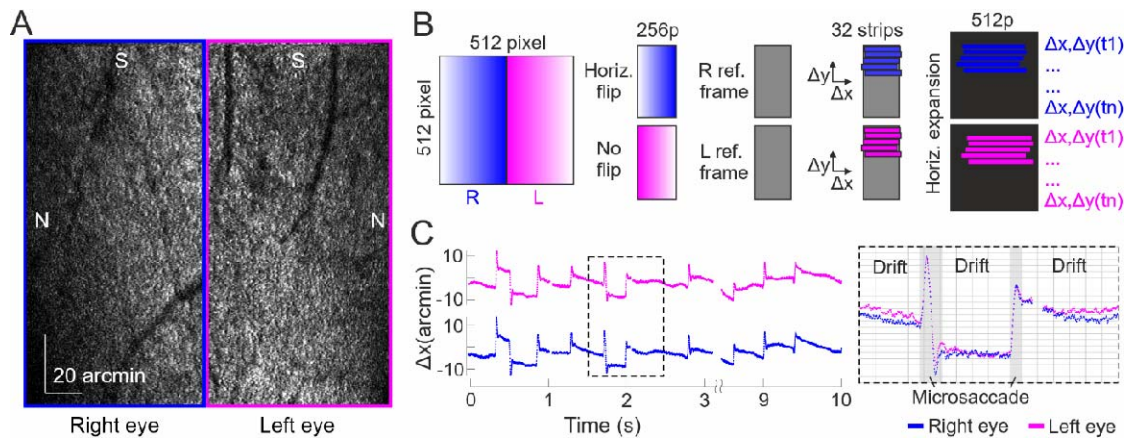 A
S
S
N
N
20 arcmin
Right eye
Left eye
B
512 pixel
512 pixel
R
L
256p
Horiz.
flip
No
flip
R ref.
frame
L ref.
frame
32 strips
Δy
Δx
Δy
Δx
Horiz. expansion
512p
Δx,Δy(t1)
...
...
Δx,Δy(tn)
Δx,Δy(t1)
...
...
Δx,Δy(tn)
C
Δx(arcmin)
10
-10
10
-10
0 1 2 3 9 10
Time (s)
Drift Drift Drift
Microsaccade
Right eye Left eye